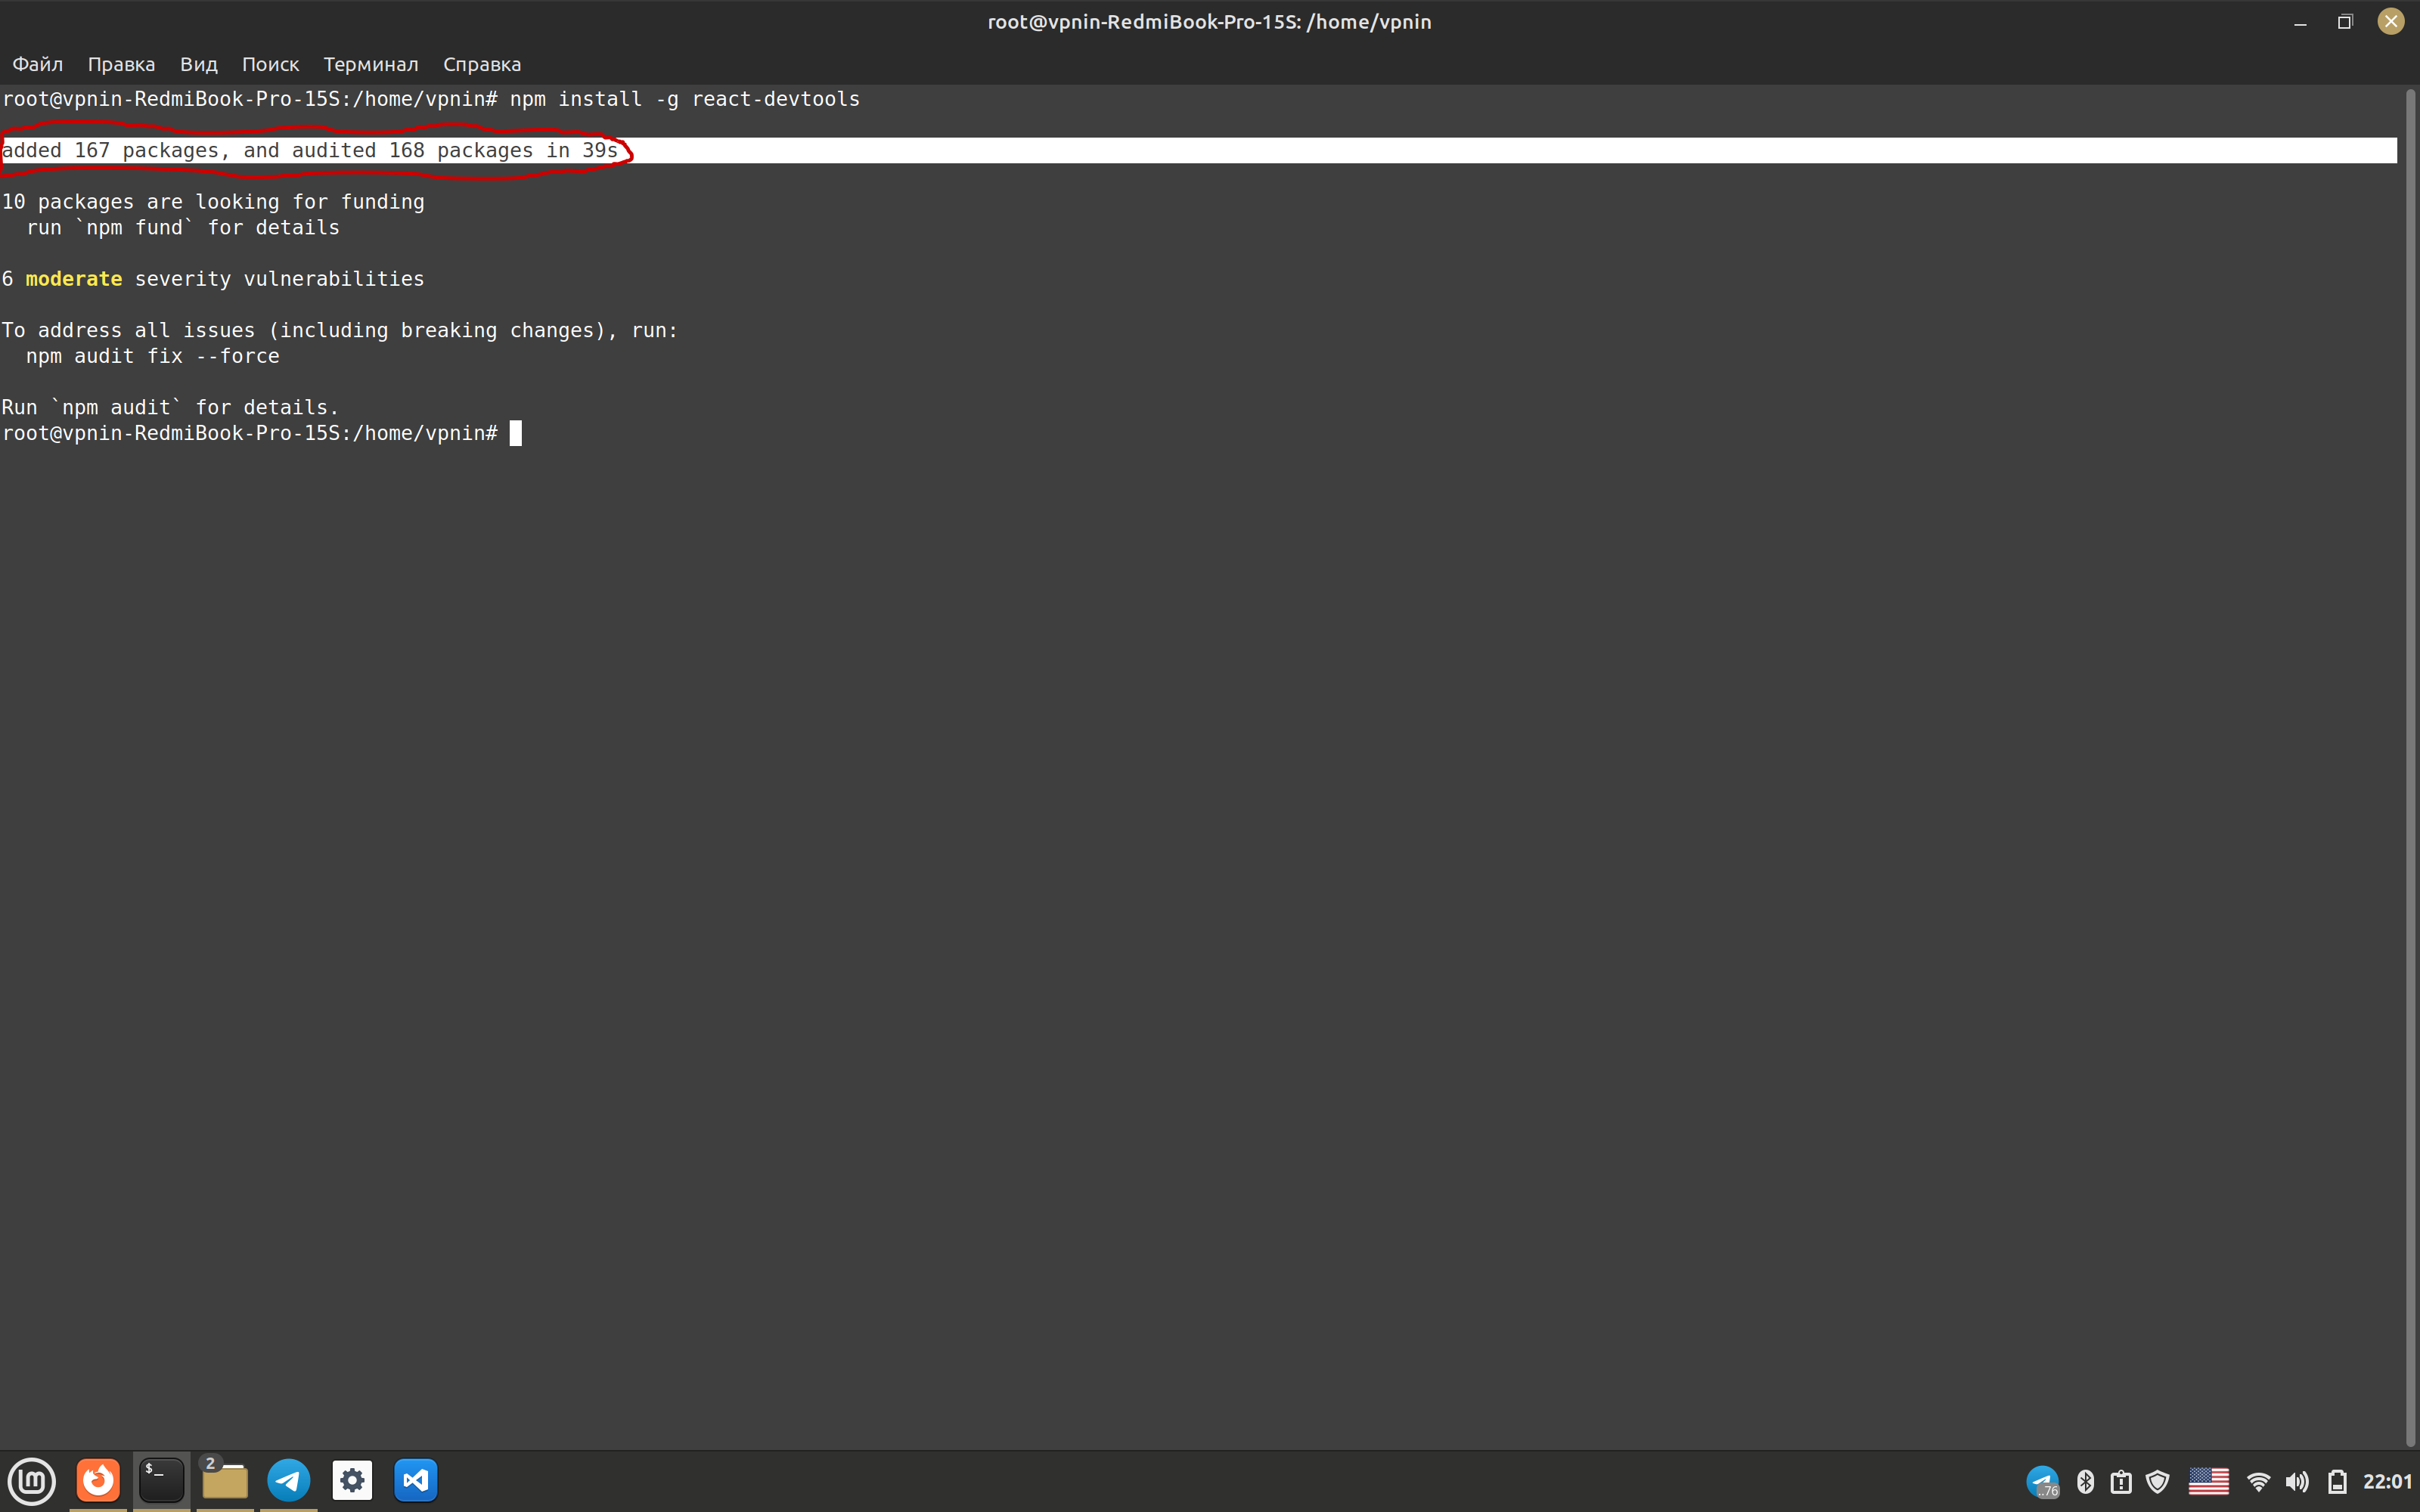 root@vpnin-RedmiBook-Pro-15S: /home/vpnin
Файл Правка Вид Поиск Терминал Справка
root@vpnin-RedmiBook-Pro-15S:/home/vpnin# npm install -g react-devtools
added 167 packages, and audited 168 packages in 39s
10 packages are looking for funding
  run `npm fund` for details
6 moderate severity vulnerabilities
To address all issues (including breaking changes), run:
  npm audit fix --force
Run `npm audit` for details.
root@vpnin-RedmiBook-Pro-15S:/home/vpnin#
2
$_
..76
22:01